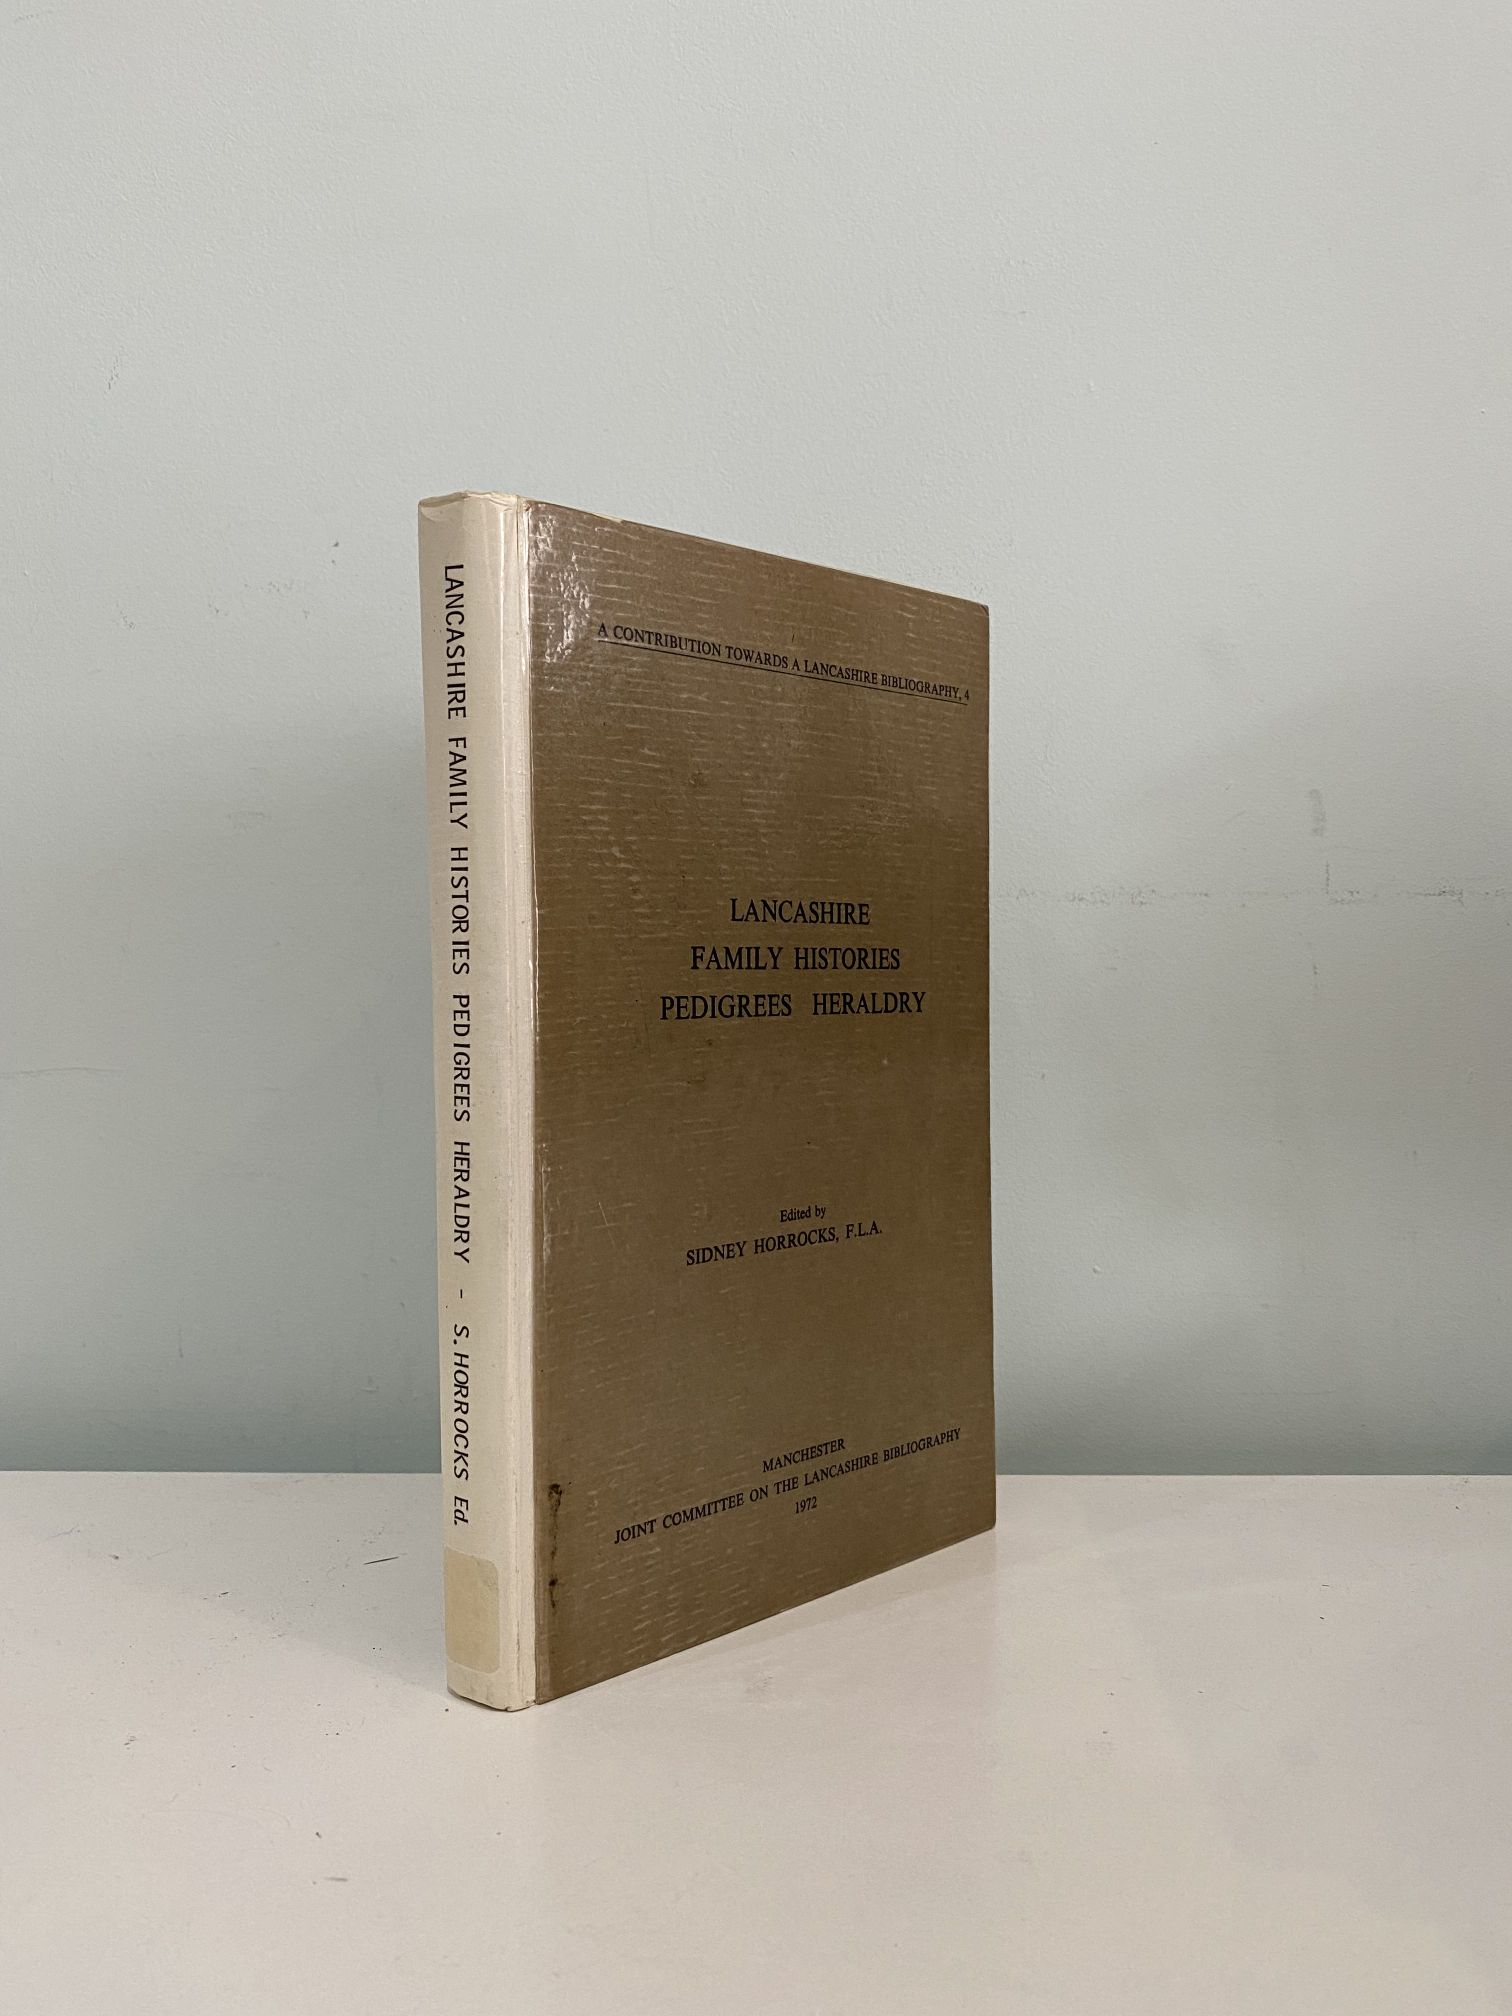 LANCASHIRE FAMILY HISTORIES PEDIGREES HERALDRY - S. HORROCKS Ed.
A CONTRIBUTION TOWARDS A LANCASHIRE BIBLIOGRAPHY, 4
LANCASHIRE
FAMILY HISTORIES
PEDIGREES HERALDRY
Edited by
SIDNEY HORROCKS, F.L.A.
MANCHESTER
JOINT COMMITTEE ON THE LANCASHIRE BIBLIOGRAPHY
1972